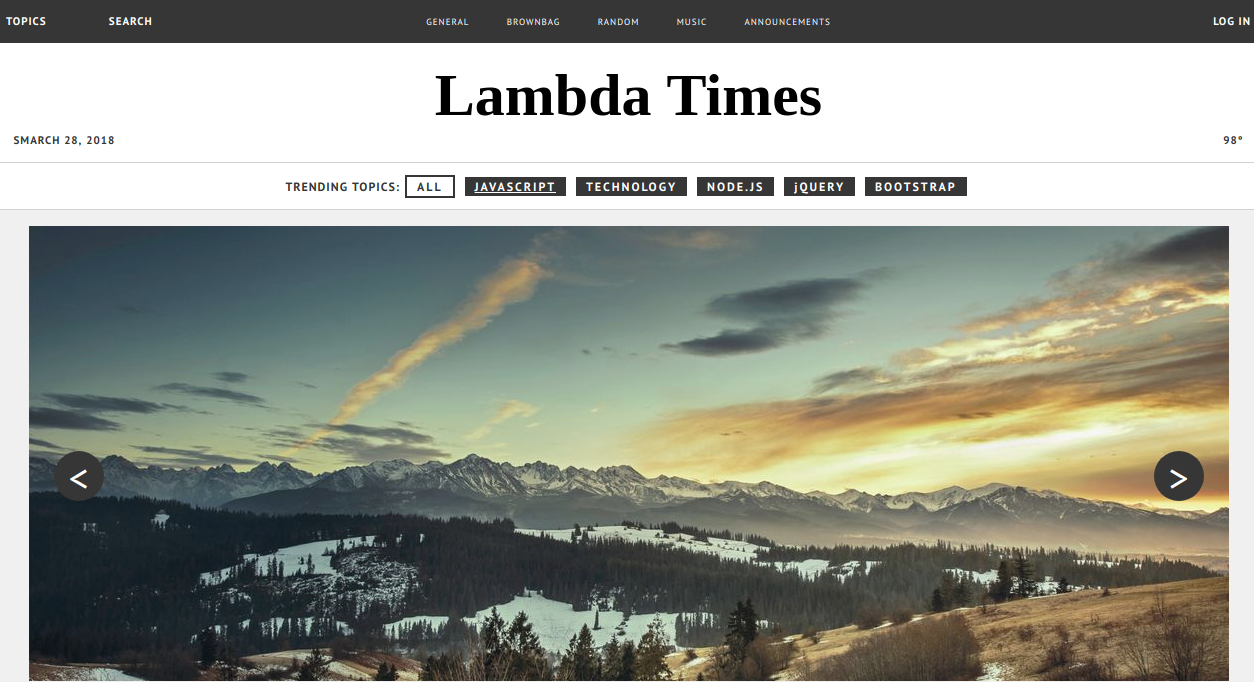 TOPICS SEARCH GENERAL BROWNBAG RANDOM MUSIC ANNOUNCEMENTS LOG IN
Lambda Times
SMARCH 28, 2018 98°
TRENDING TOPICS: ALL JAVASCRIPT TECHNOLOGY NODE.JS jQUERY BOOTSTRAP
< >